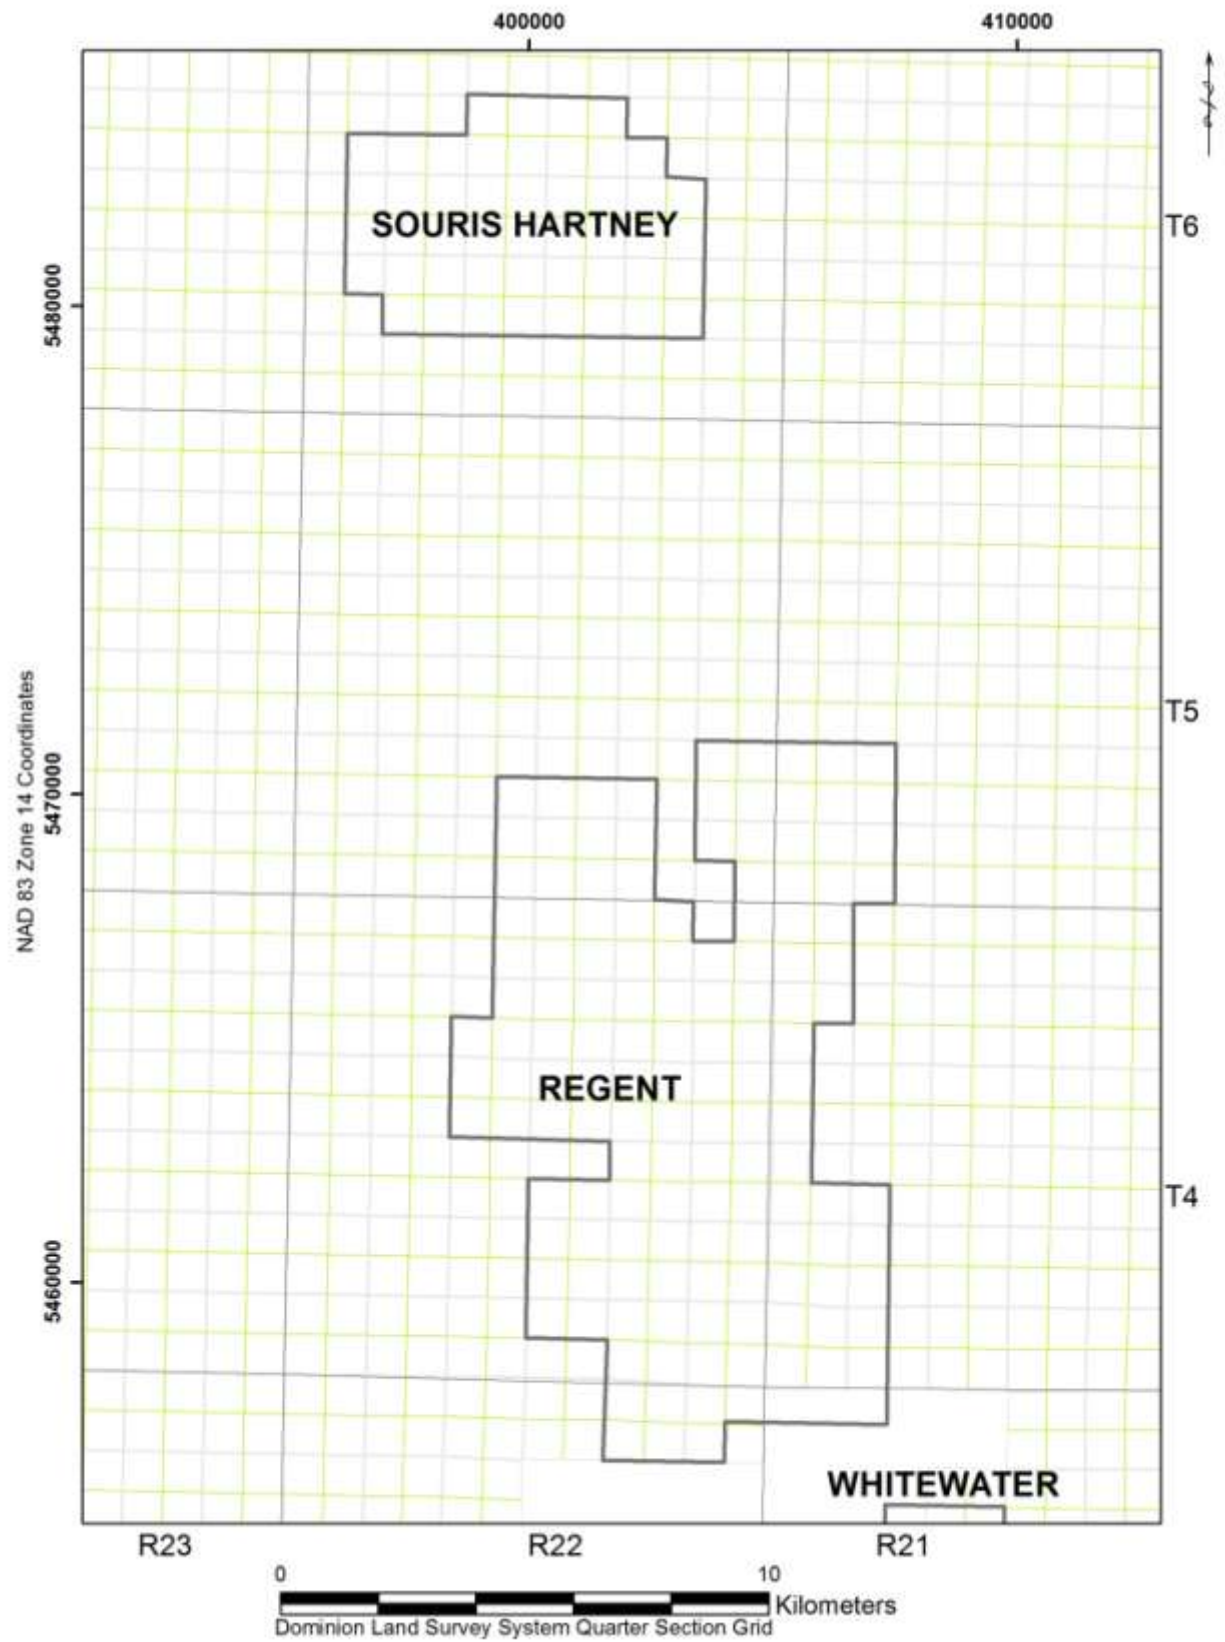 400000
410000
SOURIS HARTNEY
T6
5480000
T5
NAD 83 Zone 14 Coordinates
5470000
REGENT
T4
5460000
WHITEWATER
R23
R22
R21
0
10
Kilometers
Dominion Land Survey System Quarter Section Grid